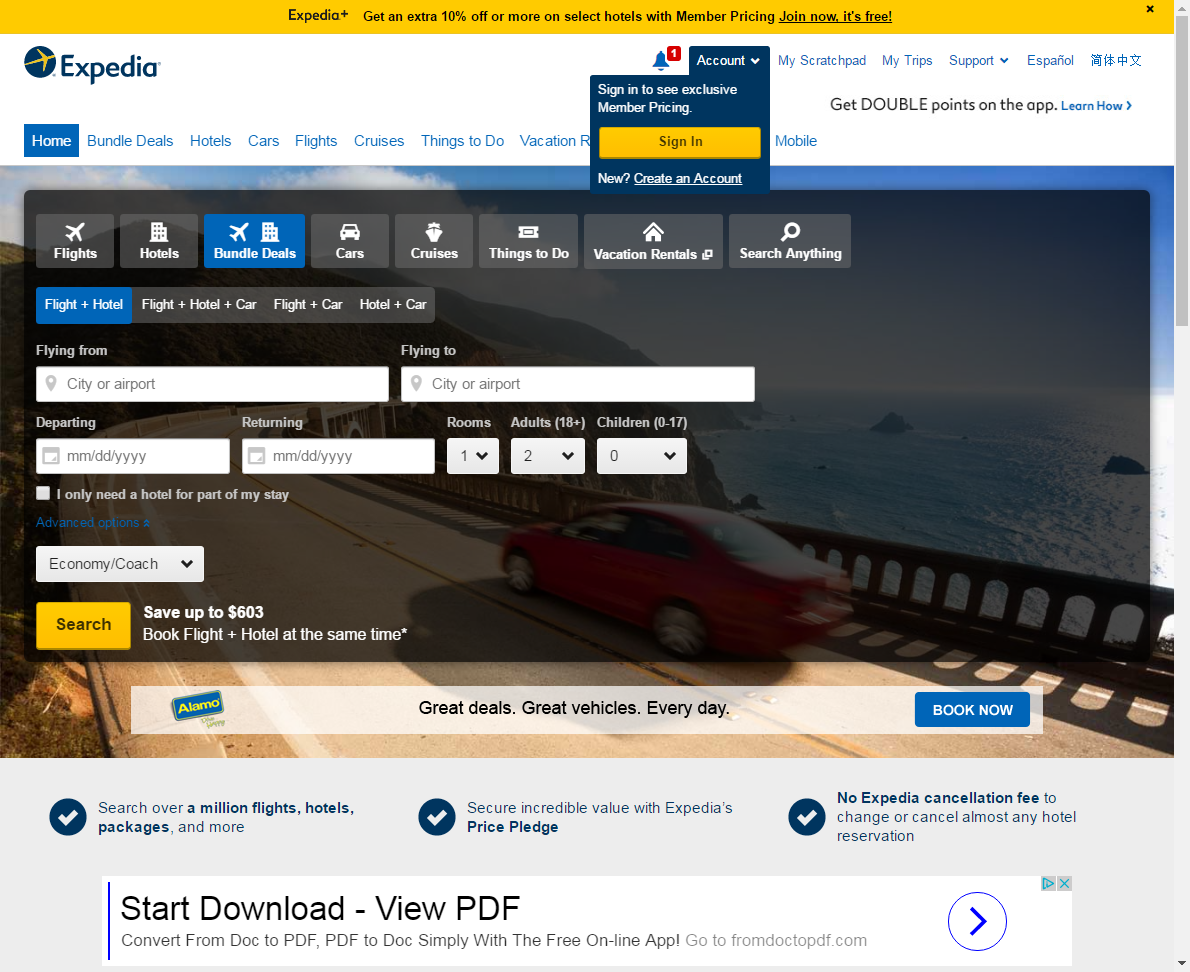 Expedia+ Get an extra 10% off or more on select hotels with Member Pricing Join now, it's free!
Expedia
1
Account
My Scratchpad
My Trips
Support
Español
简体中文
Sign in to see exclusive
Member Pricing.
Sign In
New? Create an Account
Get DOUBLE points on the app. Learn How
Home
Bundle Deals
Hotels
Cars
Flights
Cruises
Things to Do
Vacation R
Mobile
Flights
Hotels
Bundle Deals
Cars
Cruises
Things to Do
Vacation Rentals
Search Anything
Flight + Hotel
Flight + Hotel + Car
Flight + Car
Hotel + Car
Flying from
Flying to
City or airport
City or airport
Departing
Returning
Rooms
Adults (18+)
Children (0-17)
mm/dd/yyyy
mm/dd/yyyy
1
2
0
I only need a hotel for part of my stay
Advanced options
Economy/Coach
Search
Save up to $603
Book Flight + Hotel at the same time*
Alamo
Great deals. Great vehicles. Every day.
BOOK NOW
Search over a million flights, hotels,
packages, and more
Secure incredible value with Expedia's
Price Pledge
No Expedia cancellation fee to
change or cancel almost any hotel
reservation
Start Download - View PDF
Convert From Doc to PDF, PDF to Doc Simply With The Free On-line App! Go to fromdoctopdf.com